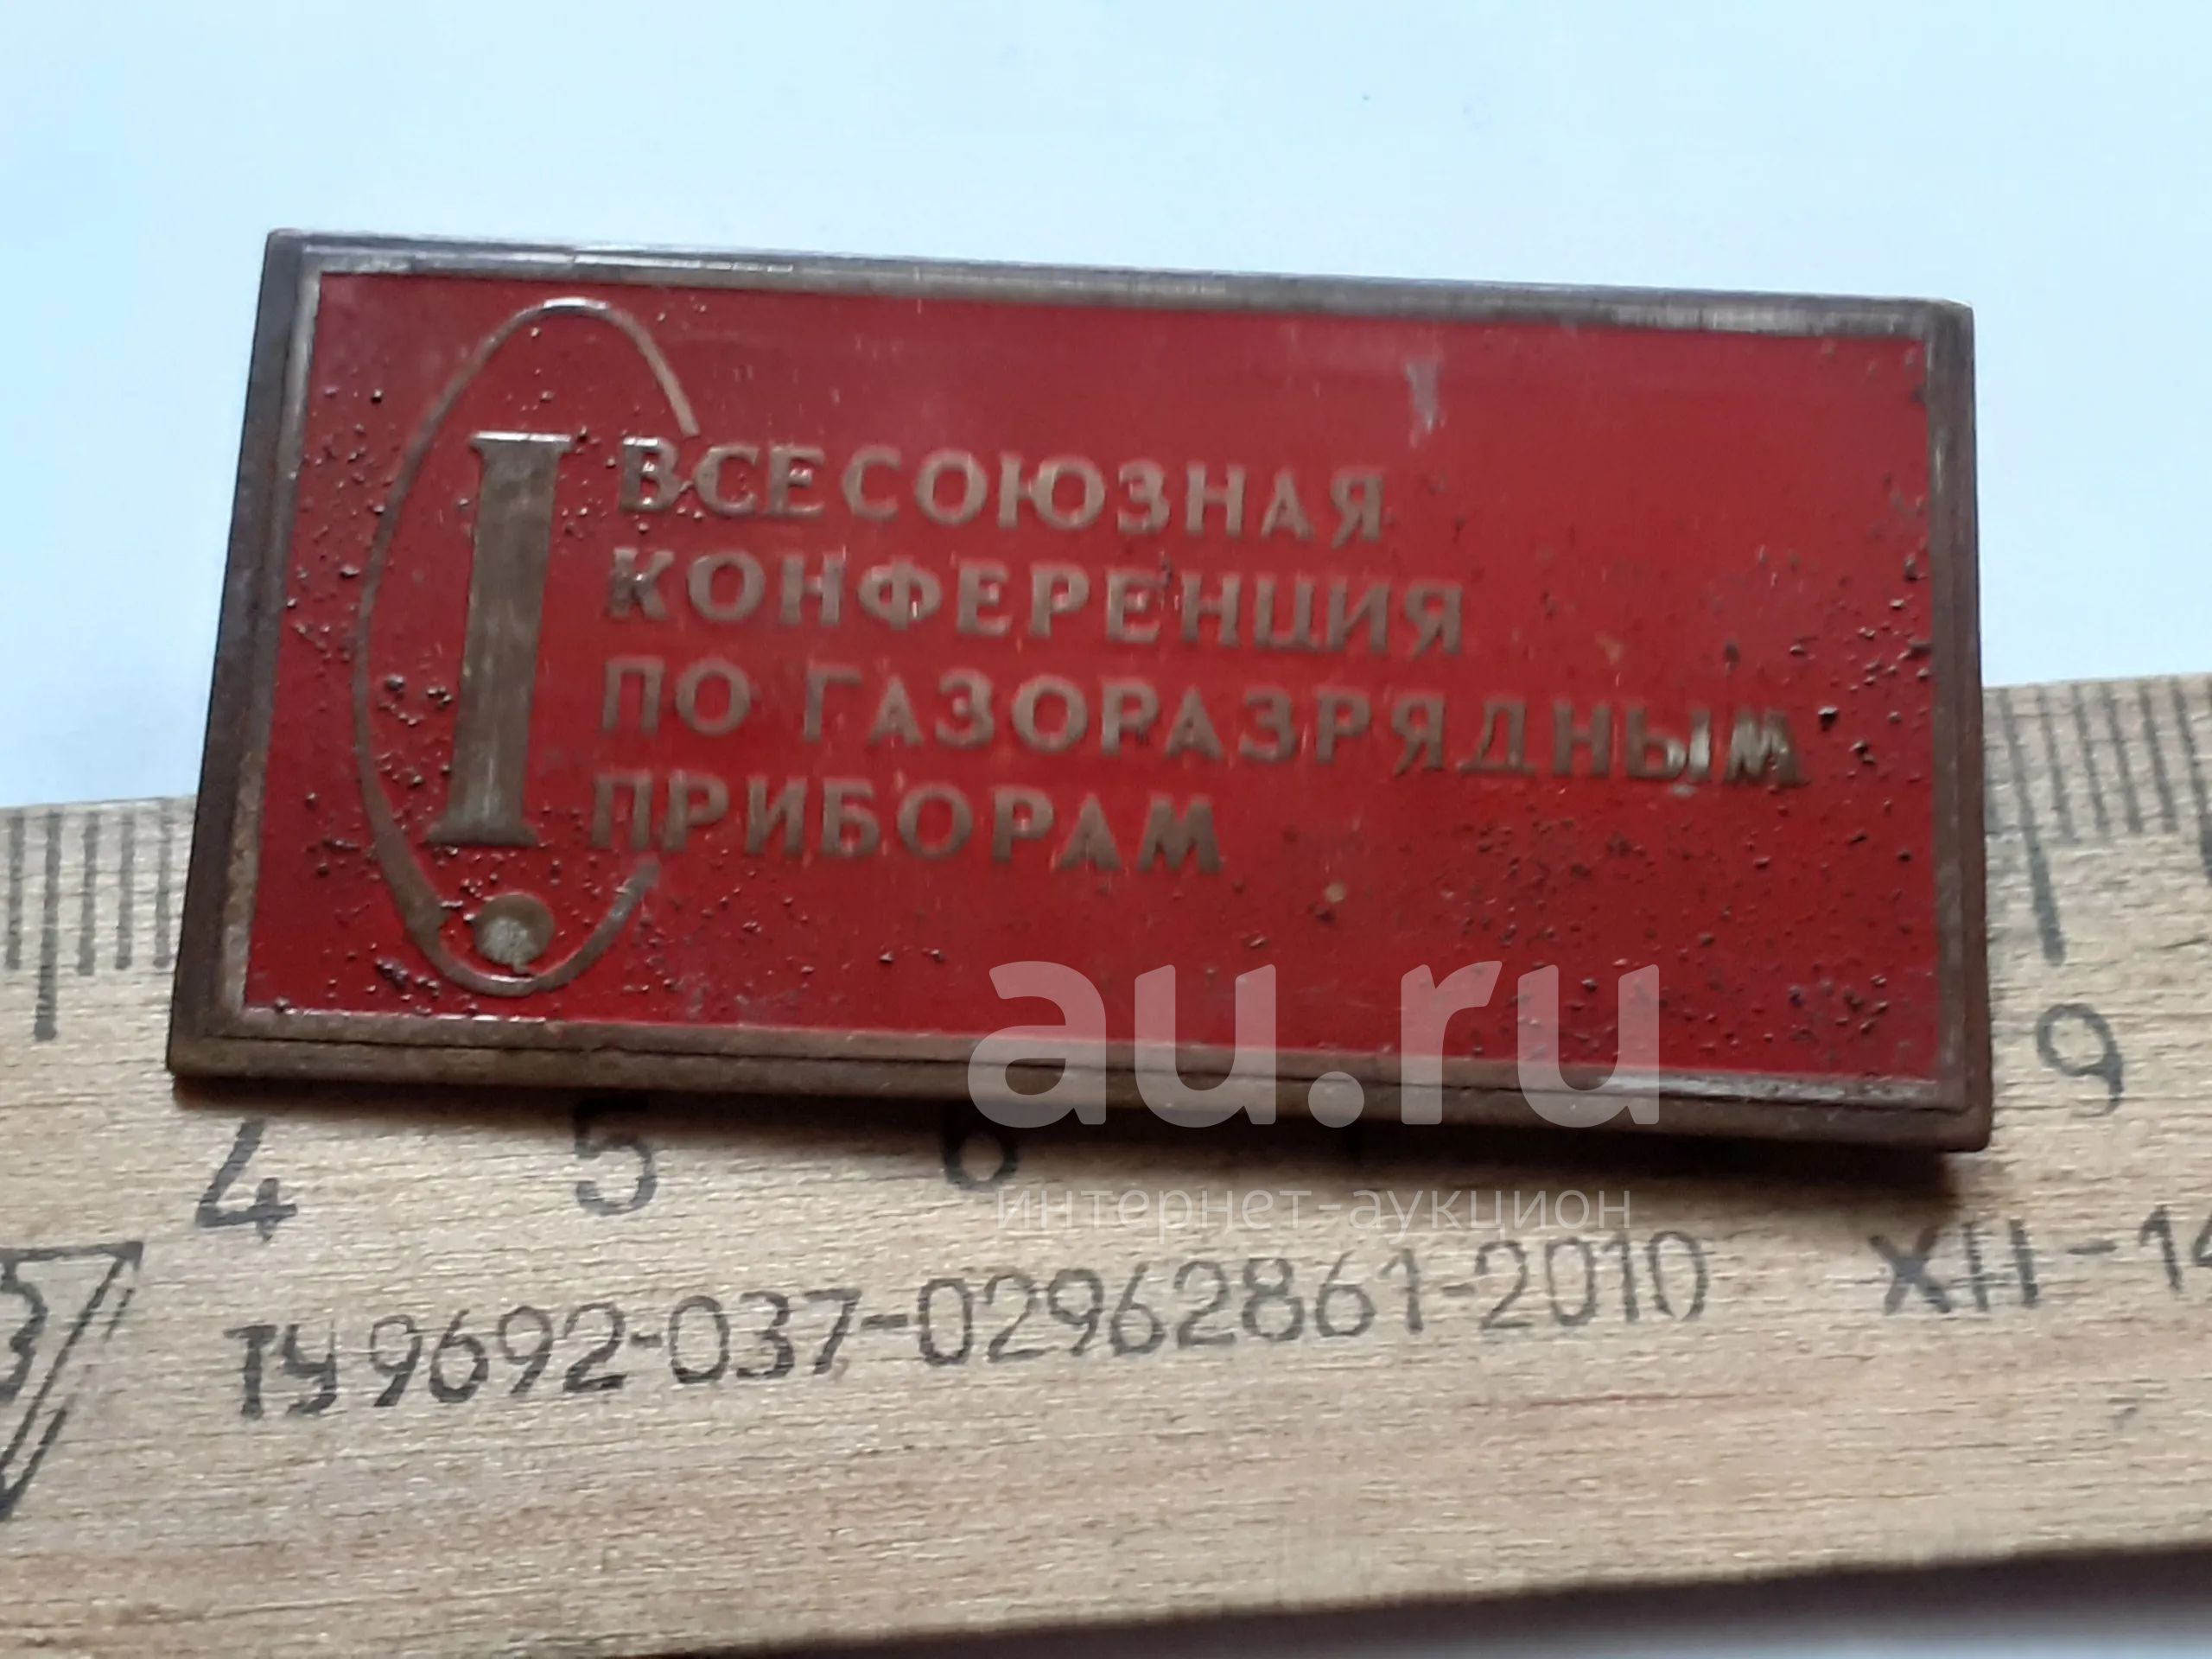 I ВСЕСОЮЗНАЯ
КОНФЕРЕНЦИЯ
ПО ГАЗОРАЗРЯДНЫМ
ПРИБОРАМ
au.ru
интернет-аукцион
4 5 6 9
ТУ 9692-037-02962861-2010 ХН-14